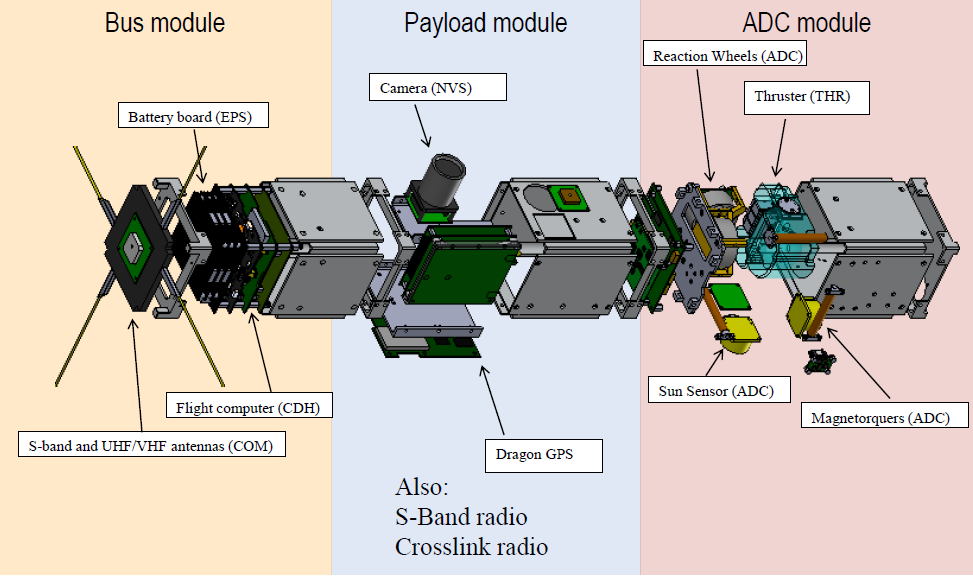 Bus module
Payload module
ADC module
Reaction Wheels (ADC)
Camera (NVS)
Thruster (THR)
Battery board (EPS)
Flight computer (CDH)
Sun Sensor (ADC)
Magnetorquers (ADC)
S-band and UHF/VHF antennas (COM)
Dragon GPS
Also:
S-Band radio
Crosslink radio